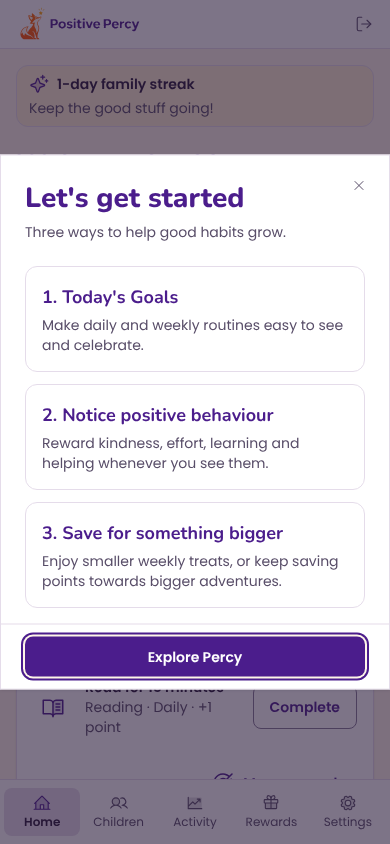 Positive Percy
1-day family streak
Keep the good stuff going!
Let's get started
Three ways to help good habits grow.
1. Today's Goals
Make daily and weekly routines easy to see
and celebrate.
2. Notice positive behaviour
Reward kindness, effort, learning and
helping whenever you see them.
3. Save for something bigger
Enjoy smaller weekly treats, or keep saving
points towards bigger adventures.
Explore Percy
Reading · Daily · +1
point
Complete
Home
Children
Activity
Rewards
Settings